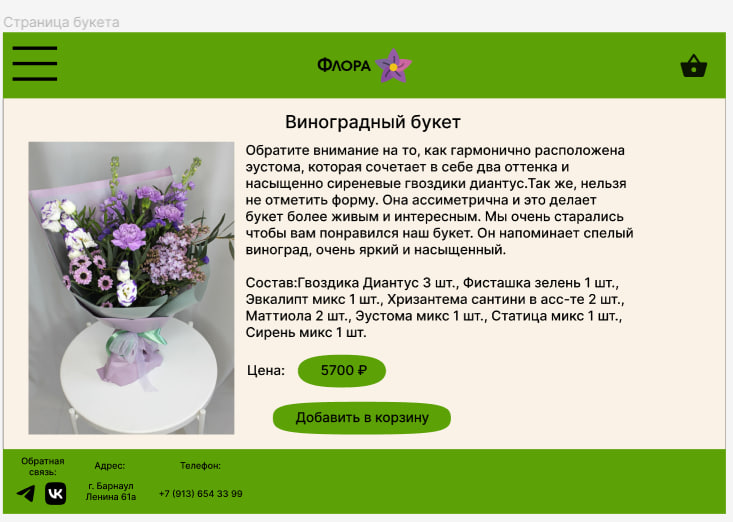 Страница букета
Флора
Виноградный букет
Обратите внимание на то, как гармонично расположена
эустома, которая сочетает в себе два оттенка и
насыщенно сиреневые гвоздики диантус.Так же, нельзя
не отметить форму. Она ассиметрична и это делает
букет более живым и интересным. Мы очень старались
чтобы вам понравился наш букет. Он напоминает спелый
виноград, очень яркий и насыщенный.
Состав:Гвоздика Диантус 3 шт., Фисташка зелень 1 шт.,
Эвкалипт микс 1 шт., Хризантема сантини в асс-те 2 шт.,
Маттиола 2 шт., Эустома микс 1 шт., Статица микс 1 шт.,
Сирень микс 1 шт.
Цена: 5700 ₽
Добавить в корзину
Обратная
связь:
Адрес:
г. Барнаул
Ленина 61а
Телефон:
+7 (913) 654 33 99